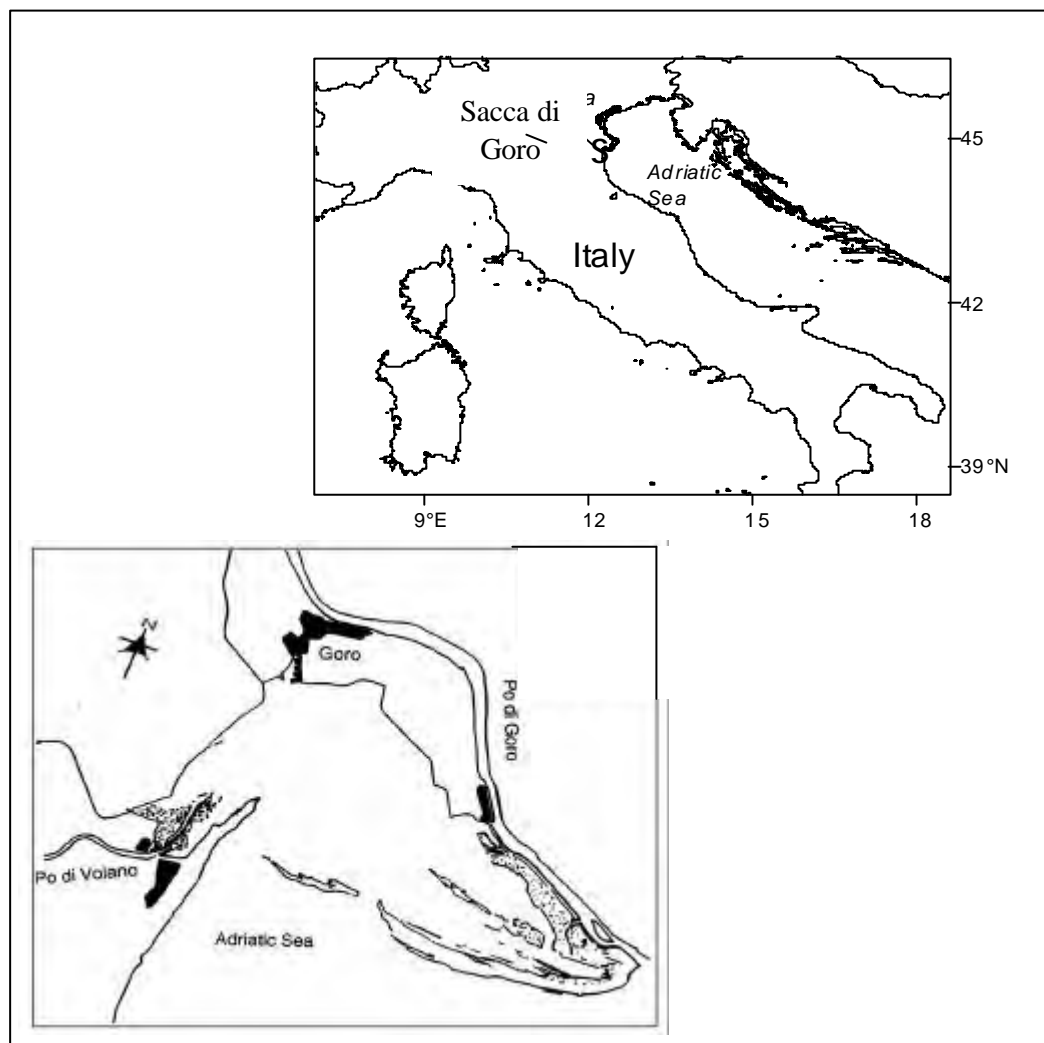 a
Sacca di
Goro
Adriatic
Sea
Italy
45
42
39°N
9°E
12
15
18
N
Goro
Po di Goro
Po di Volano
Adriatic Sea